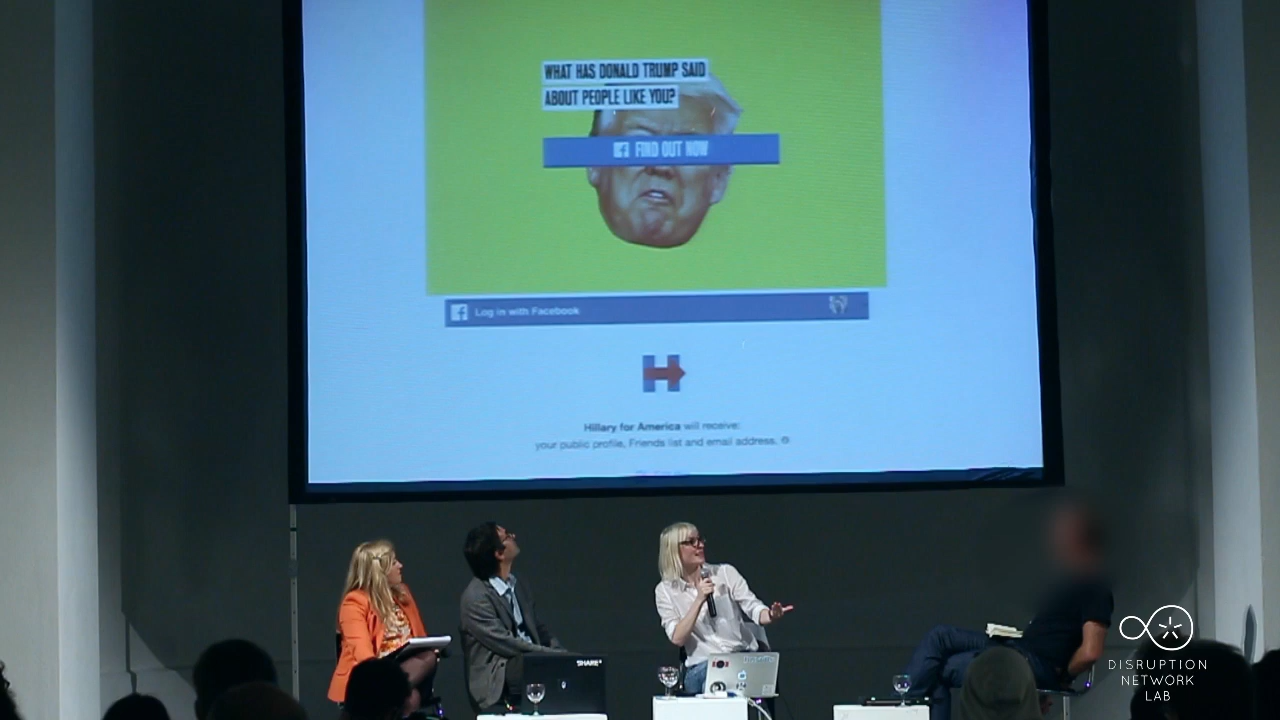 WHAT HAS DONALD TRUMP SAID
ABOUT PEOPLE LIKE YOU?
FIND OUT NOW
Log in with Facebook
H
Hillary for America will receive:
your public profile, Friends list and email address.
SHARE
DISRUPTION
NETWORK
LAB